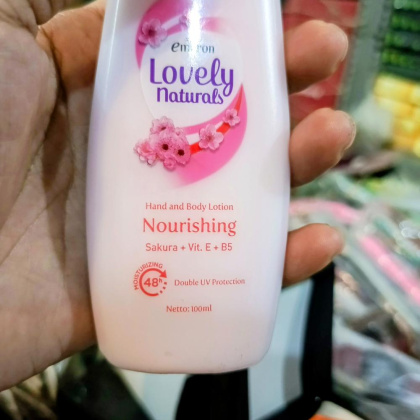 emeron
Lovely
Naturals
Hand and Body Lotion
Nourishing
Sakura + Vit. E + B5
MOISTURIZING
48h
Double UV Protection
Netto: 100ml